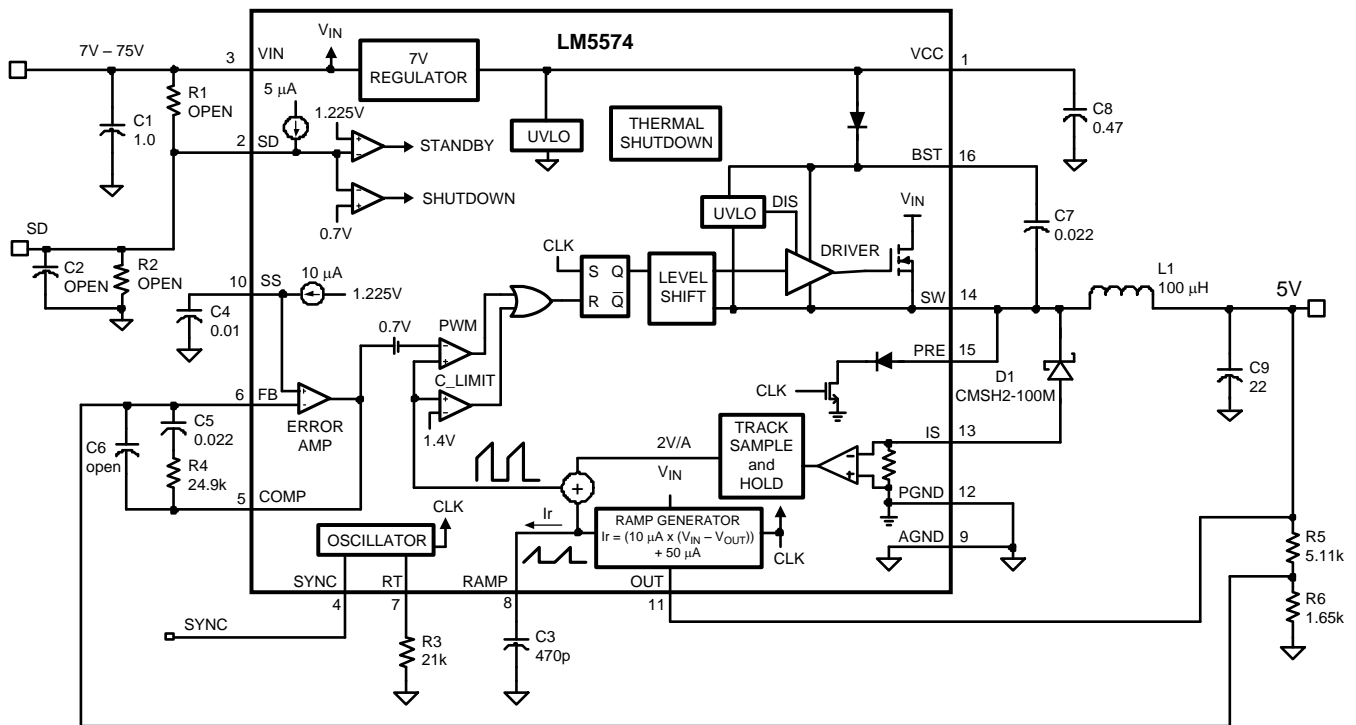 LM5574
7V – 75V
3
VIN
V_IN
7V
REGULATOR
VCC
1
R1
OPEN
C1
1.0
5 µA
1.225V
2
SD
STANDBY
SHUTDOWN
0.7V
UVLO
THERMAL
SHUTDOWN
C8
0.47
BST
16
UVLO
DIS
V_IN
C7
0.022
SD
C2
OPEN
R2
OPEN
10
SS
10 µA
1.225V
C4
0.01
CLK
S Q
R Q̅
LEVEL
SHIFT
DRIVER
SW
14
L1
100 µH
5V
0.7V
PWM
C_LIMIT
1.4V
PRE
15
CLK
D1
CMSH2-100M
C9
22
6
FB
ERROR
AMP
C5
0.022
C6
open
R4
24.9k
5
COMP
2V/A
TRACK
SAMPLE
and
HOLD
IS
13
PGND
12
AGND
9
V_IN
Ir
RAMP GENERATOR
Ir = (10 µA x (V_IN – V_OUT))
+ 50 µA
CLK
OSCILLATOR
CLK
SYNC
4
RT
7
RAMP
8
OUT
11
SYNC
R3
21k
C3
470p
R5
5.11k
R6
1.65k